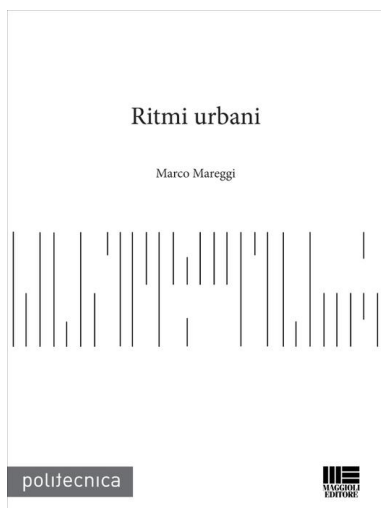 Ritmi urbani
Marco Mareggi
politecnica
MAGGIOLI
EDITORE